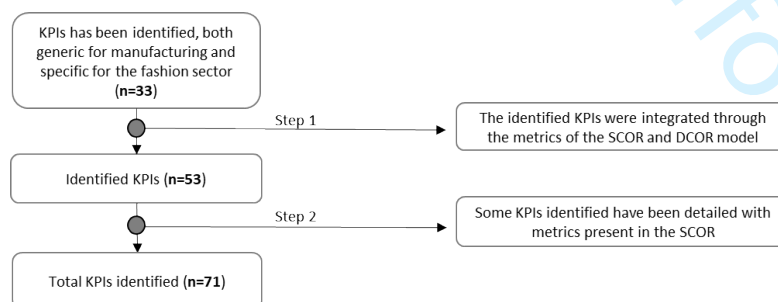 KPIs has been identified, both
generic for manufacturing and
specific for the fashion sector
(n=33)
Step 1
The identified KPIs were integrated through
the metrics of the SCOR and DCOR model
Identified KPIs (n=53)
Step 2
Some KPIs identified have been detailed with
metrics present in the SCOR
Total KPIs identified (n=71)